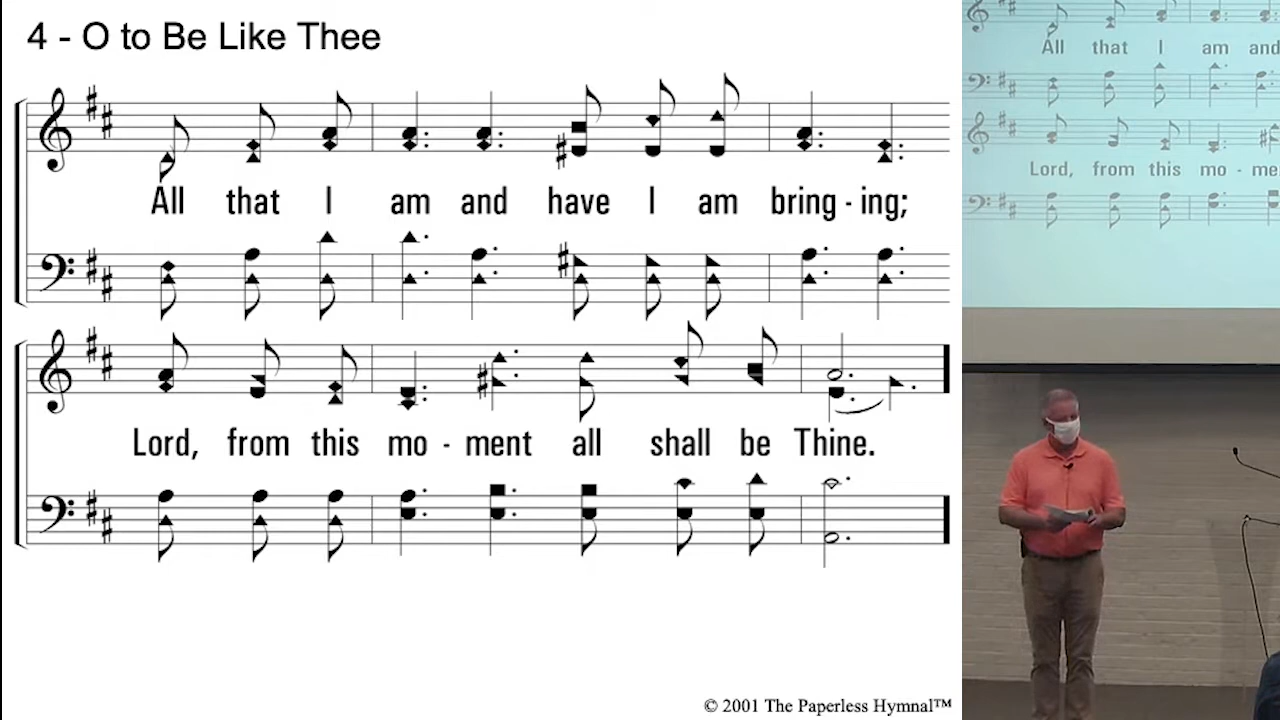 4 - O to Be Like Thee
All that I am and have I am bring - ing;
Lord, from this mo - ment all shall be Thine.
© 2001 The Paperless Hymnal™
All that I am and
Lord, from this mo - me